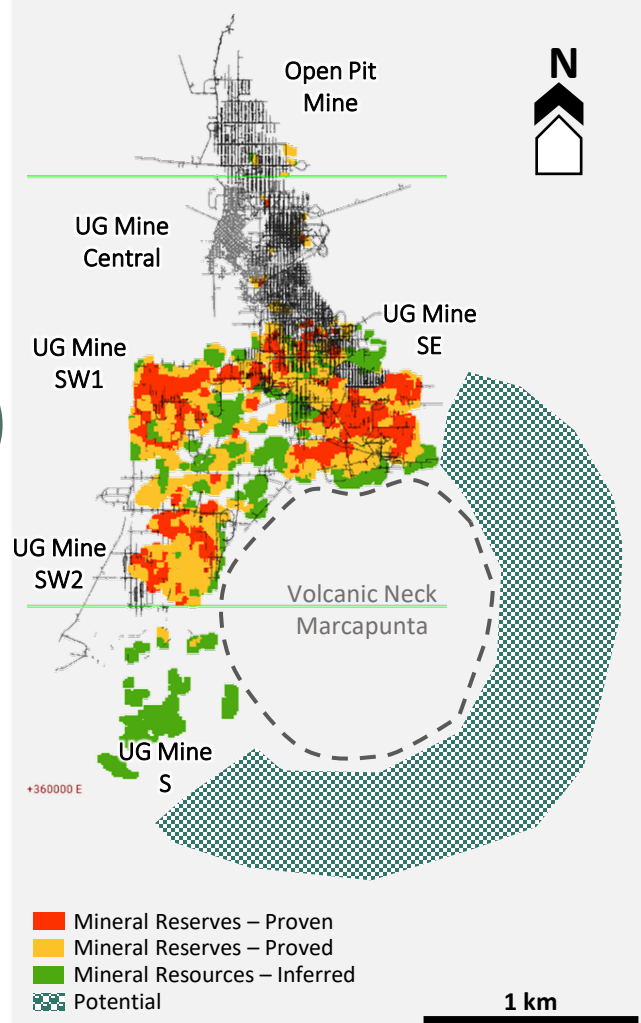 Open Pit
Mine
N
UG Mine
Central
UG Mine
SE
UG Mine
SW1
UG Mine
SW2
Volcanic Neck
Marcapunta
UG Mine
S
+360000 E
Mineral Reserves – Proven
Mineral Reserves – Proved
Mineral Resources – Inferred
Potential
1 km